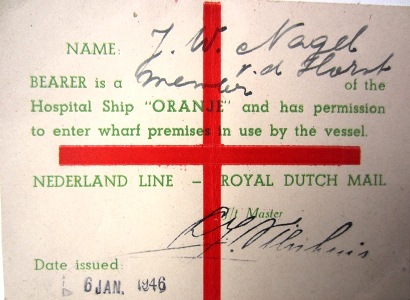 NAME: J. W. Nagel
v. d. Horst
BEARER is a member of the
Hospital Ship "ORANJE" and has permission
to enter wharf premises in use by the vessel.
NEDERLAND LINE – ROYAL DUTCH MAIL
Master
Date issued:
6 JAN. 1946